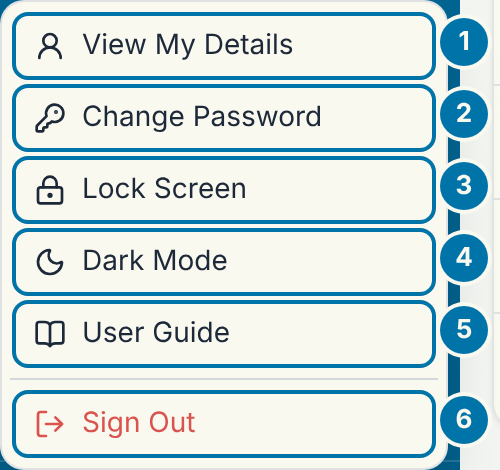 View My Details 1
Change Password 2
Lock Screen 3
Dark Mode 4
User Guide 5
Sign Out 6